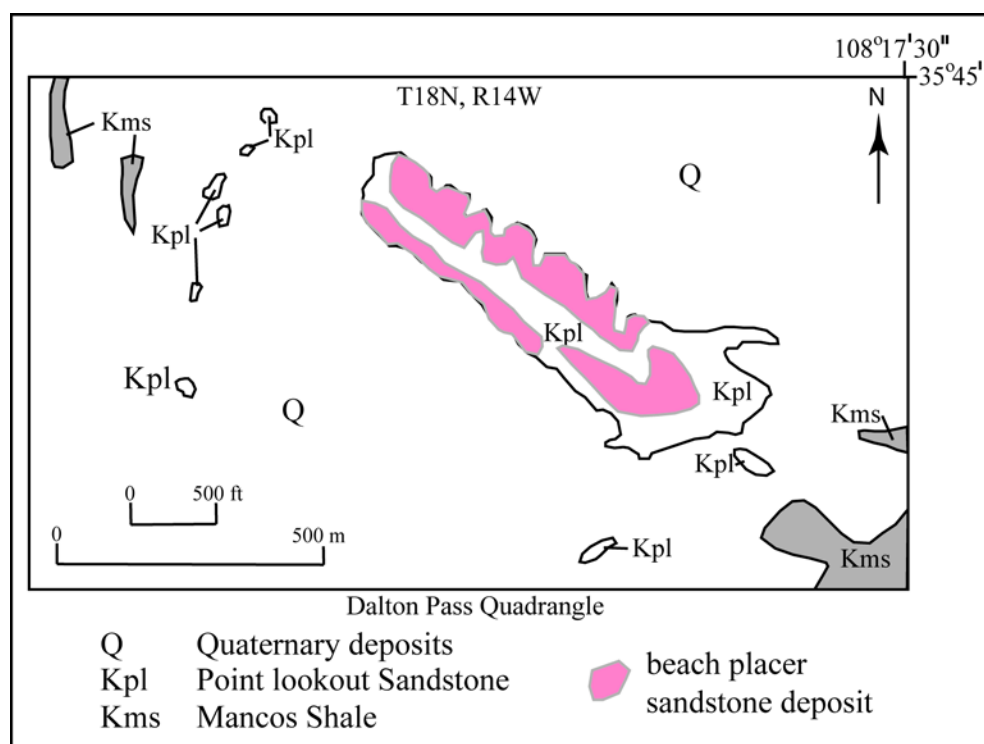 108°17'30"
35°45'
T18N, R14W
N
Kms
Kpl
Q
Kpl
Kpl
Kpl
Kpl
Q
Kms
Kpl
0 500 ft
0 500 m
Kpl
Kms
Dalton Pass Quadrangle
Q Quaternary deposits
Kpl Point lookout Sandstone
Kms Mancos Shale
beach placer
sandstone deposit